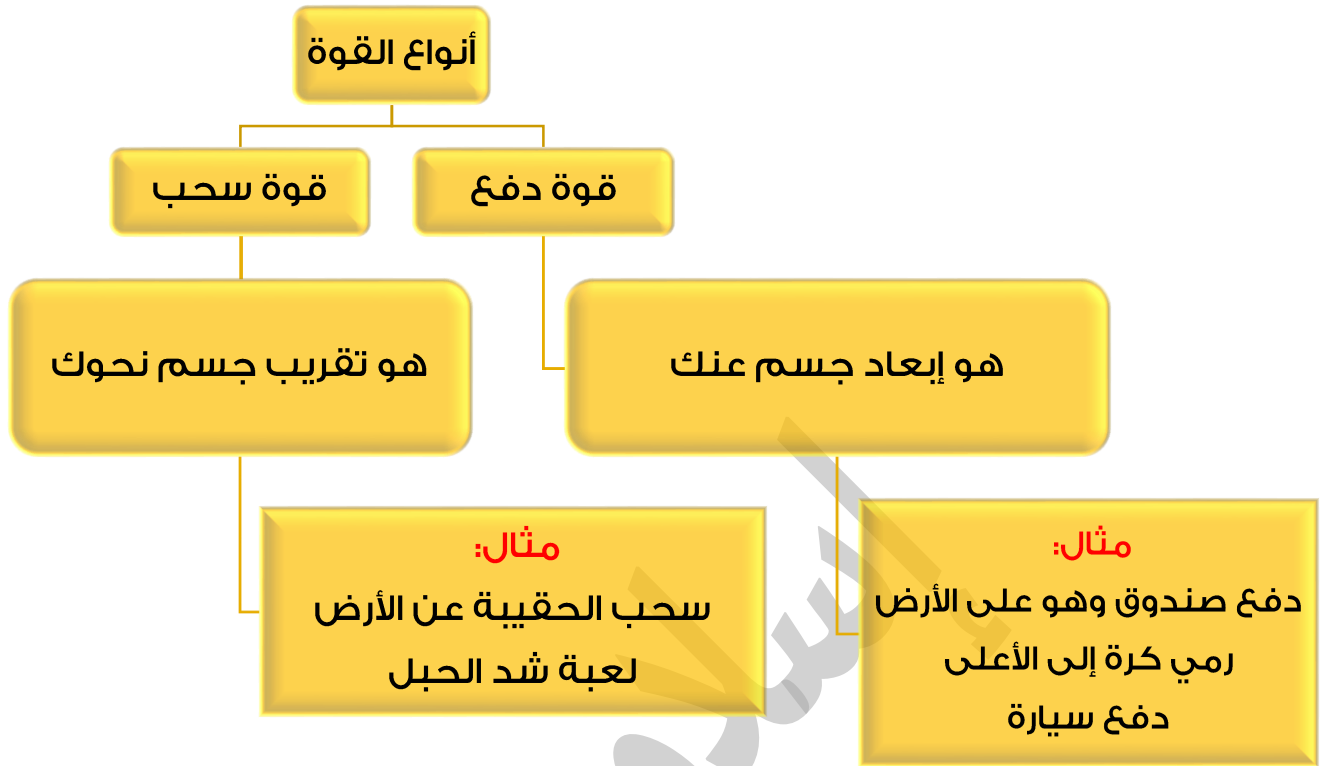 أنواع القوة
قوة دفع
قوة سحب
هو إبعاد جسم عنك
هو تقريب جسم نحوك
مثال:
دفع صندوق وهو على الأرض
رمي كرة إلى الأعلى
دفع سيارة
مثال:
سحب الحقيبة عن الأرض
لعبة شد الحبل